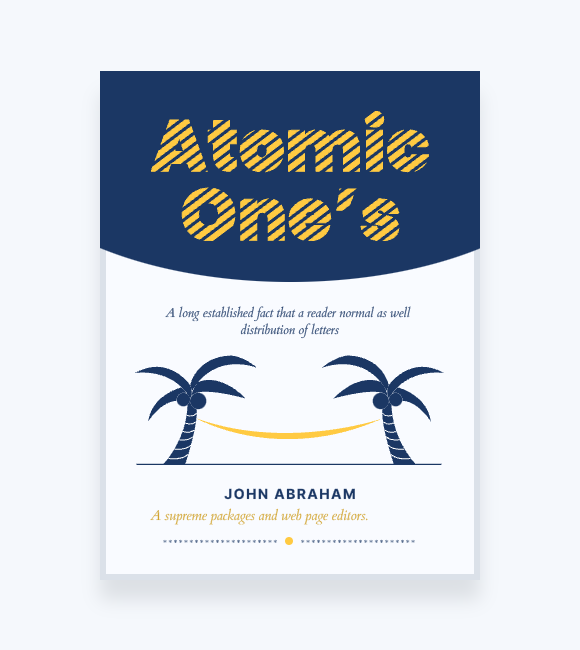 Atomic
One's
A long established fact that a reader normal as well
distribution of letters
JOHN ABRAHAM
A supreme packages and web page editors.